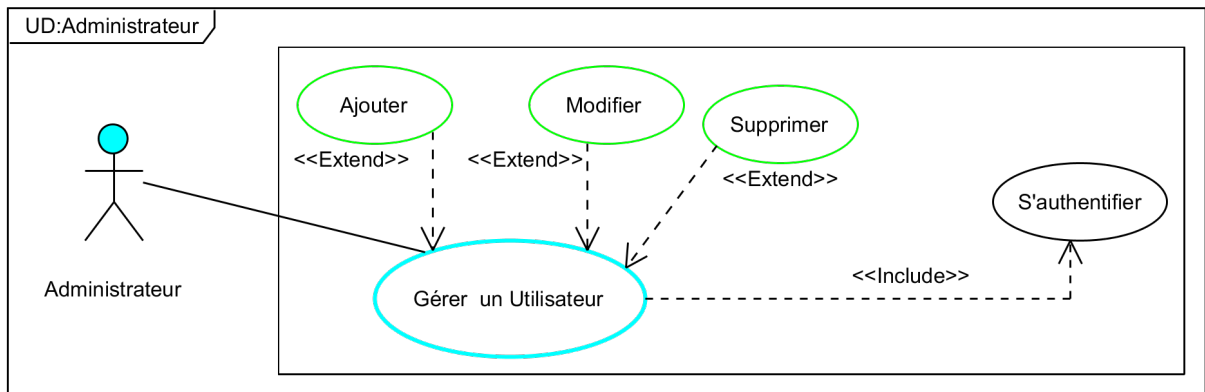 UD:Administrateur
Ajouter
Modifier
Supprimer
<<Extend>>
<<Extend>>
<<Extend>>
S'authentifier
Administrateur
Gérer un Utilisateur
<<Include>>